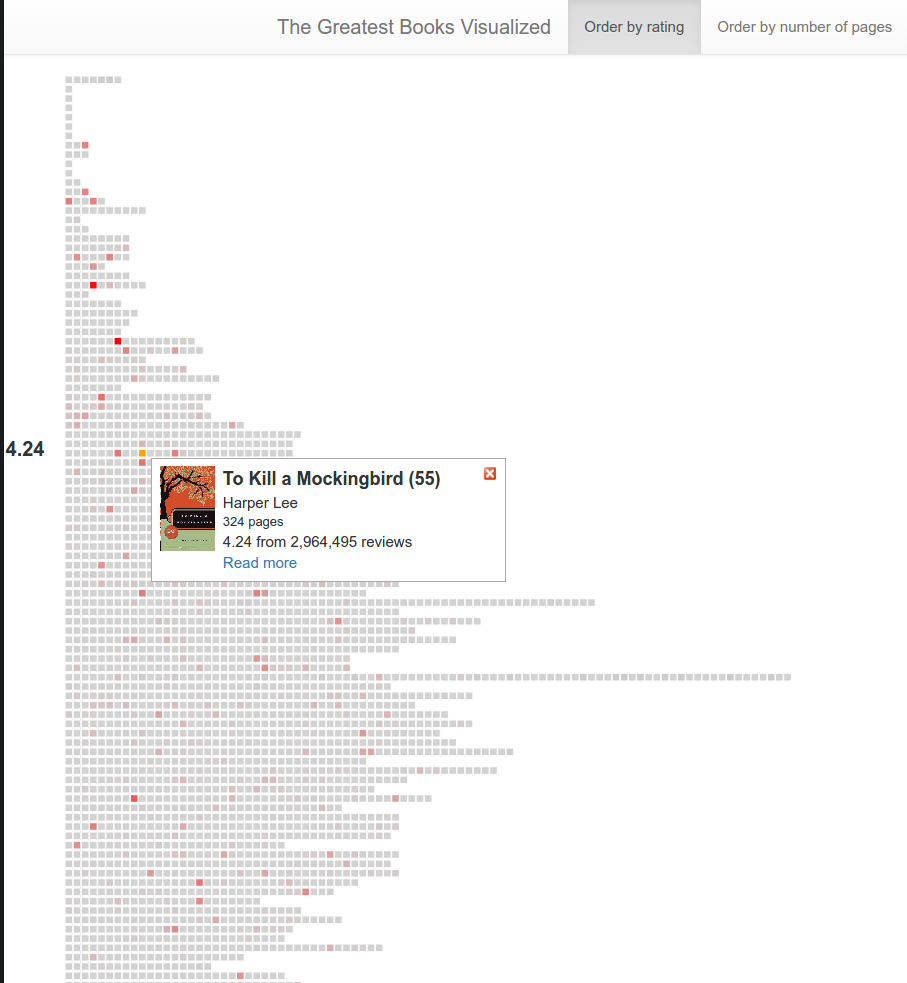 The Greatest Books Visualized
Order by rating
Order by number of pages
4.24
To Kill a Mockingbird (55)
Harper Lee
324 pages
4.24 from 2,964,495 reviews
Read more